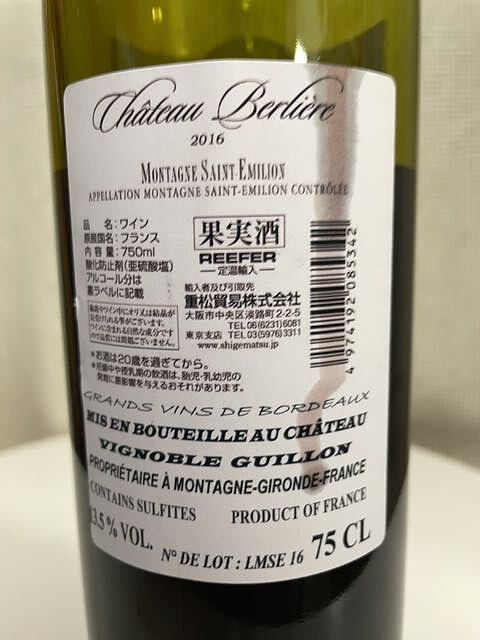 Château Berlière
2016
MONTAGNE SAINT-EMILION
APPELLATION MONTAGNE SAINT-EMILION CONTRÔLÉE
品 名:ワイン
原産国名:フランス
内 容 量:750ml
酸化防止剤(亜硫酸塩)
アルコール分は
裏ラベルに記載
果実酒
REEFER
定温輸入
輸入者及び引取先
重松貿易株式会社
大阪市中央区淡路町2-2-5
TEL06(6231)6081
東京支店 TEL03(5976)3311
www.shigematsu.jp
4 974192 085342
*お酒は20歳を過ぎてから。
*妊娠中や授乳期の飲酒は、胎児・乳幼児の
発育に悪影響を与えるおそれがあります。
GRANDS VINS DE BORDEAUX
MIS EN BOUTEILLE AU CHÂTEAU
VIGNOBLE GUILLON
PROPRIÉTAIRE À MONTAGNE-GIRONDE-FRANCE
CONTAINS SULFITES PRODUCT OF FRANCE
13.5 % VOL. N° DE LOT : LMSE 16 75 CL